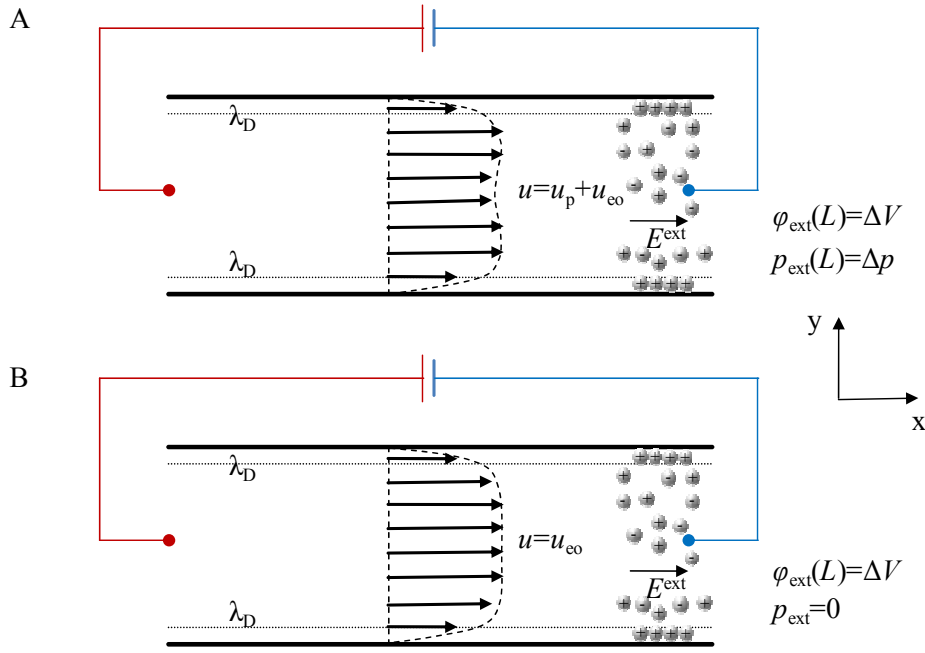 A
λD
u=up+ueo
Eext
λD
φext(L)=ΔV
pext(L)=Δp
y
x
B
λD
u=ueo
Eext
λD
φext(L)=ΔV
pext=0